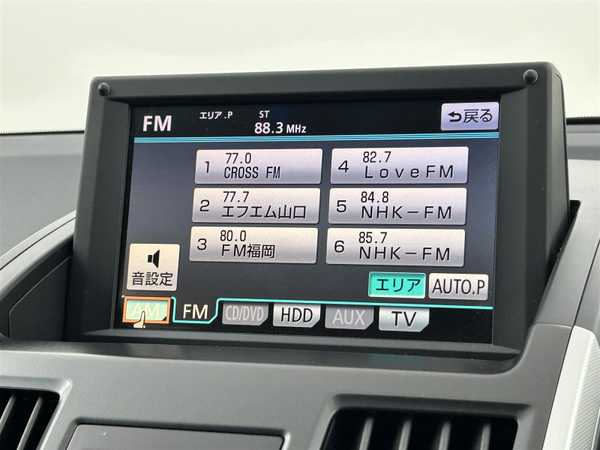 FM エリア.P ST 88.3 MHz 戻る
1 77.0 CROSS FM
4 82.7 LoveFM
2 77.7 エフエム山口
5 84.8 NHK-FM
3 80.0 FM福岡
6 85.7 NHK-FM
音設定
エリア AUTO.P
AM FM CD/DVD HDD AUX TV